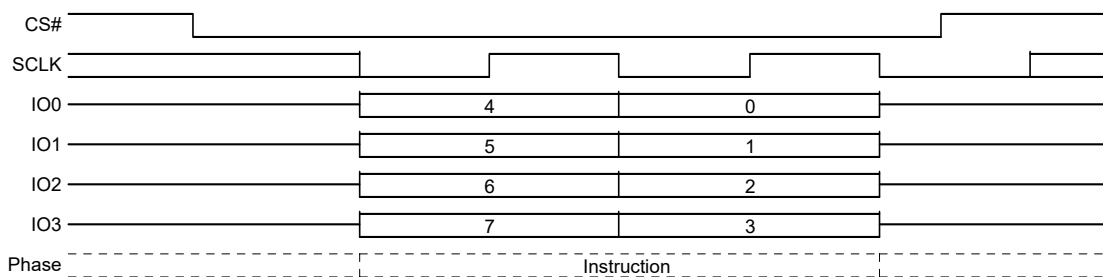 CS#
SCLK
IO0 4 0
IO1 5 1
IO2 6 2
IO3 7 3
Phase Instruction